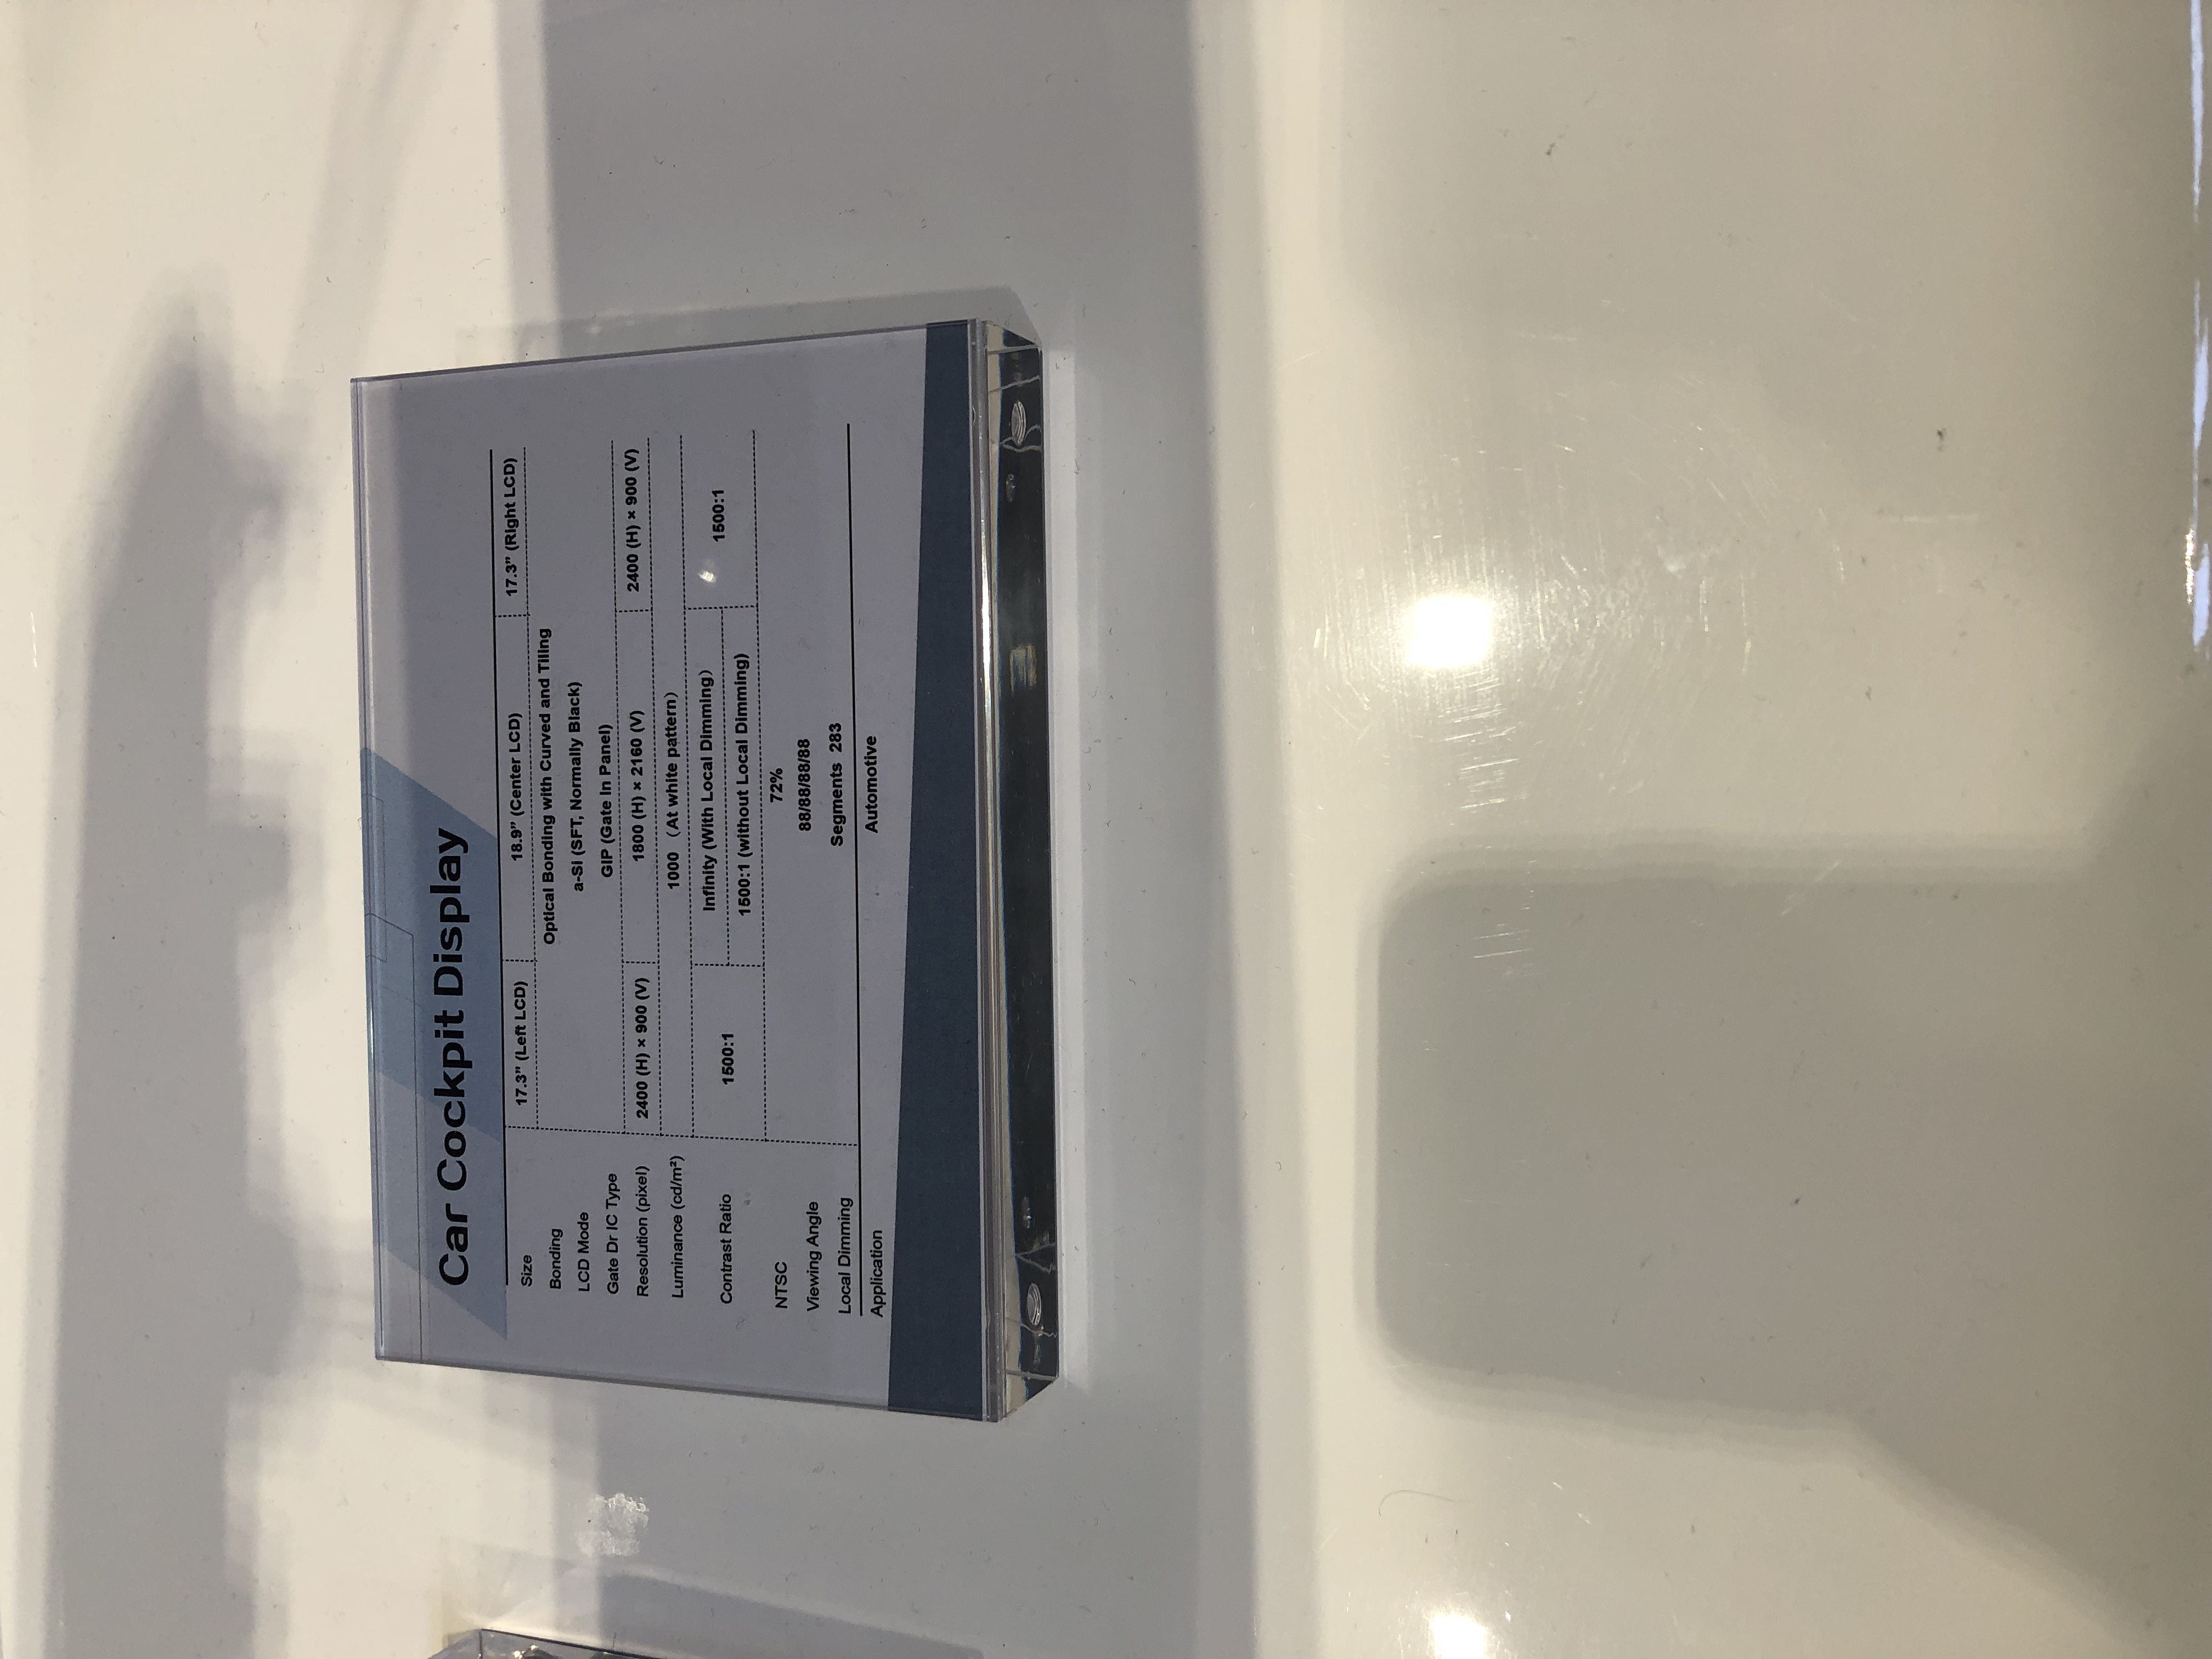 Car Cockpit Display
Size 17.3” (Left LCD) 18.9” (Center LCD) 17.3” (Right LCD)
Bonding Optical Bonding with Curved and Tiling
LCD Mode a-Si (SFT, Normally Black)
Gate Dr IC Type GIP (Gate In Panel)
Resolution (pixel) 2400 (H) × 900 (V) 1800 (H) × 2160 (V) 2400 (H) × 900 (V)
Luminance (cd/m²) 1000 （At white pattern）
Contrast Ratio 1500:1 Infinity (With Local Dimming） 1500:1
1500:1 (without Local Dimming)
NTSC 72%
Viewing Angle 88/88/88/88
Local Dimming Segments 283
Application Automotive